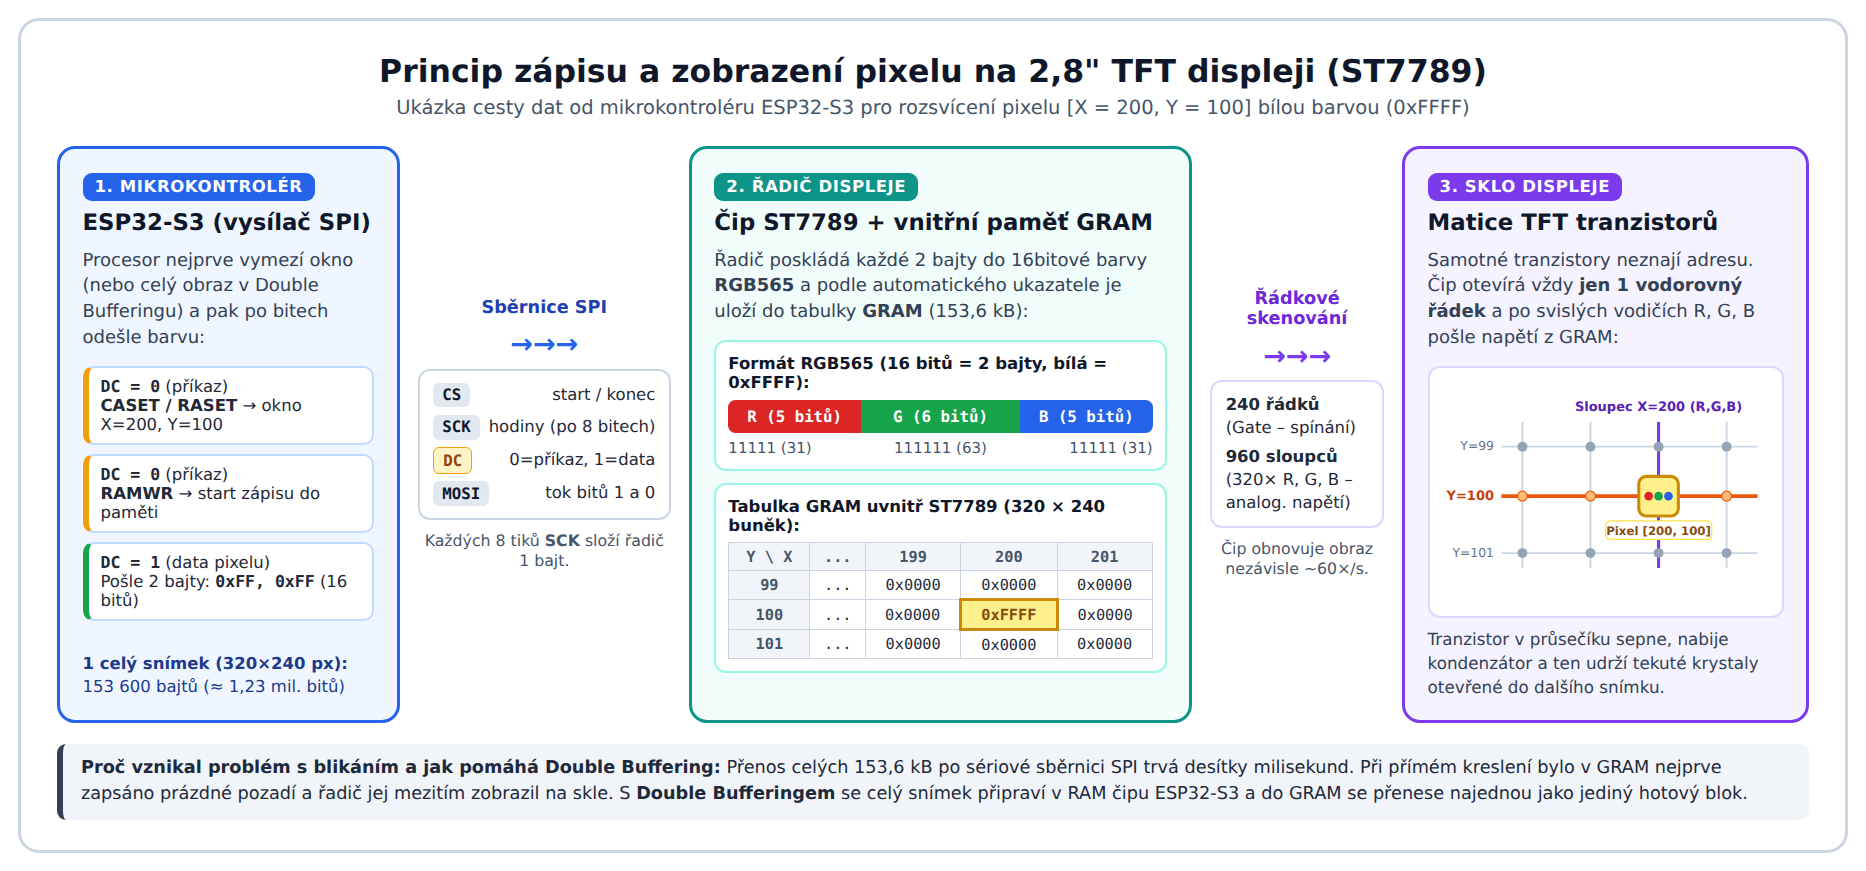 Princip zápisu a zobrazení pixelu na 2,8" TFT displeji (ST7789)
Ukázka cesty dat od mikrokontroléru ESP32-S3 pro rozsvícení pixelu [X = 200, Y = 100] bílou barvou (0xFFFF)
1. MIKROKONTROLÉR
ESP32-S3 (vysílač SPI)
Procesor nejprve vymezí okno
(nebo celý obraz v Double
Bufferingu) a pak po bitech
odešle barvu:
DC = 0 (příkaz)
CASET / RASET → okno
X=200, Y=100
DC = 0 (příkaz)
RAMWR → start zápisu do
paměti
DC = 1 (data pixelu)
Pošle 2 bajty: 0xFF, 0xFF (16
bitů)
1 celý snímek (320×240 px):
153 600 bajtů (≈ 1,23 mil. bitů)
Sběrnice SPI
→→→
CS start / konec
SCK hodiny (po 8 bitech)
DC 0=příkaz, 1=data
MOSI tok bitů 1 a 0
Každých 8 tiků SCK složí řadič
1 bajt.
2. ŘADIČ DISPLEJE
Čip ST7789 + vnitřní paměť GRAM
Řadič poskládá každé 2 bajty do 16bitové barvy
RGB565 a podle automatického ukazatele je
uloží do tabulky GRAM (153,6 kB):
Formát RGB565 (16 bitů = 2 bajty, bílá =
0xFFFF):
R (5 bitů) G (6 bitů) B (5 bitů)
11111 (31) 111111 (63) 11111 (31)
Tabulka GRAM uvnitř ST7789 (320 × 240
buněk):
Y \ X ... 199 200 201
99 ... 0x0000 0x0000 0x0000
100 ... 0x0000 0xFFFF 0x0000
101 ... 0x0000 0x0000 0x0000
Řádkové
skenování
→→→
240 řádků
(Gate – spínání)
960 sloupců
(320× R, G, B –
analog. napětí)
Čip obnovuje obraz
nezávisle ~60×/s.
3. SKLO DISPLEJE
Matice TFT tranzistorů
Samotné tranzistory neznají adresu.
Čip otevírá vždy jen 1 vodorovný
řádek a po svislých vodičích R, G, B
pošle napětí z GRAM:
Sloupec X=200 (R,G,B)
Y=99
Y=100
Pixel [200, 100]
Y=101
Tranzistor v průsečíku sepne, nabije
kondenzátor a ten udrží tekuté krystaly
otevřené do dalšího snímku.
Proč vznikal problém s blikáním a jak pomáhá Double Buffering: Přenos celých 153,6 kB po sériové sběrnici SPI trvá desítky milisekund. Při přímém kreslení bylo v GRAM nejprve
zapsáno prázdné pozadí a řadič jej mezitím zobrazil na skle. S Double Bufferingem se celý snímek připraví v RAM čipu ESP32-S3 a do GRAM se přenese najednou jako jediný hotový blok.